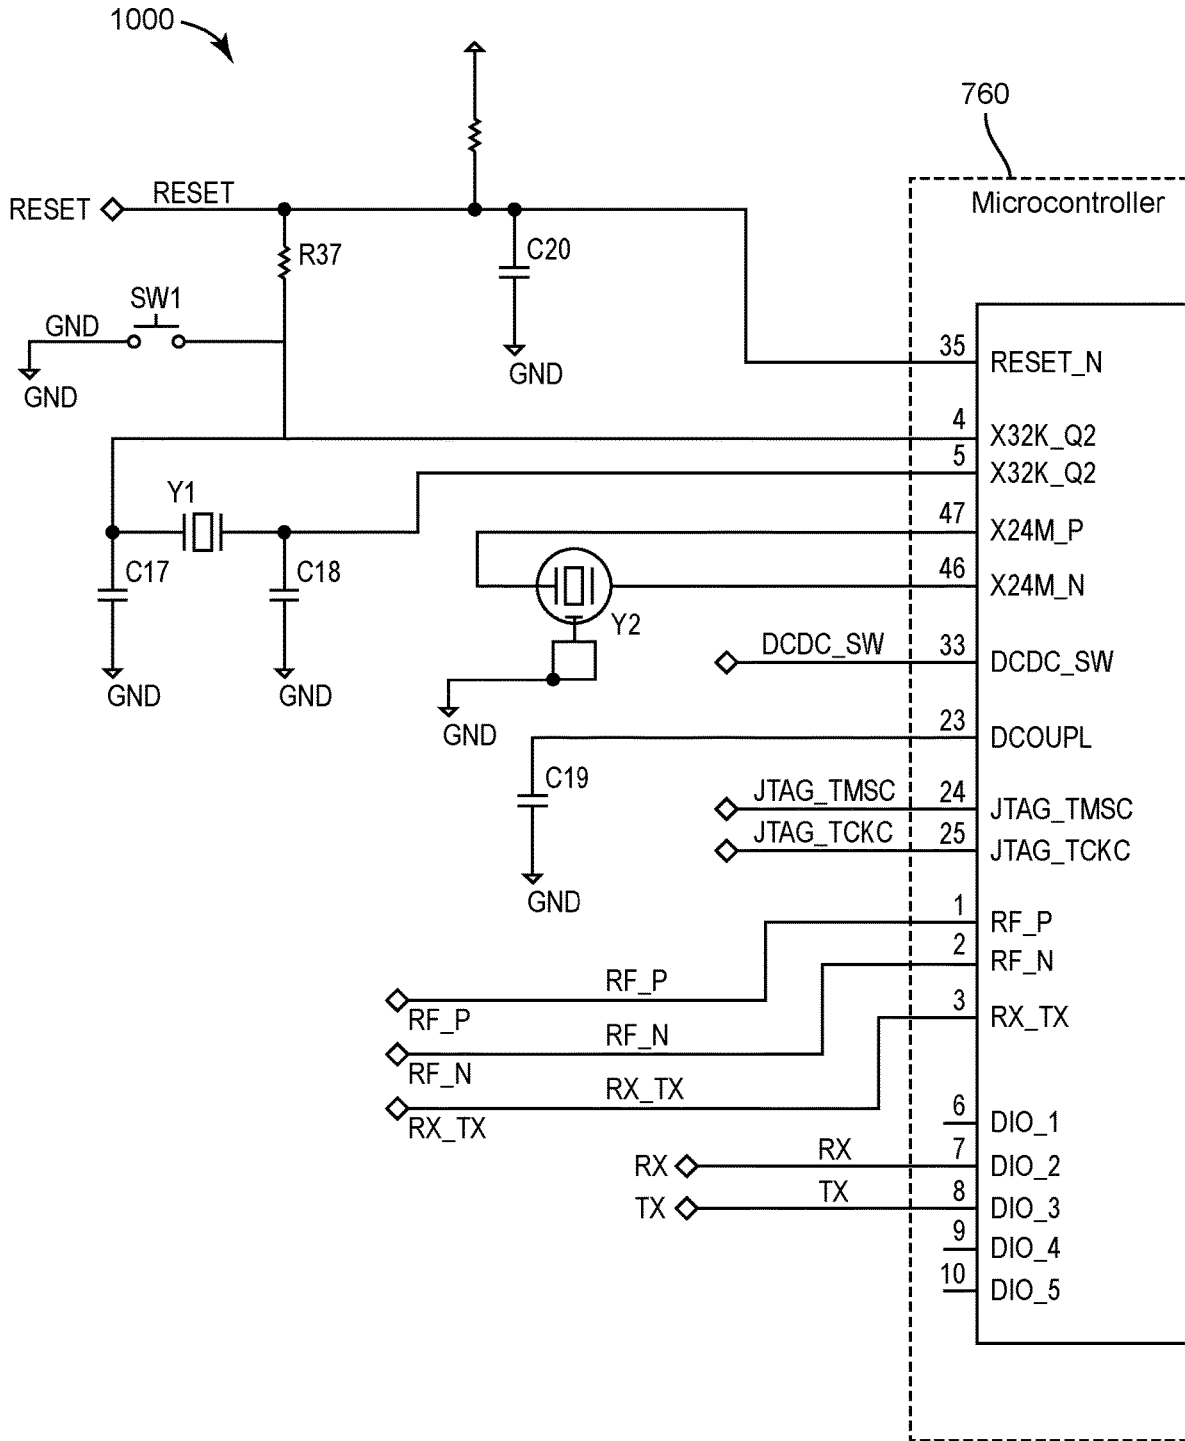 1000
760
Microcontroller
RESET
RESET
R37
C20
SW1
GND
GND
GND
35
RESET_N
4
X32K_Q2
5
X32K_Q2
Y1
47
X24M_P
C17
C18
46
X24M_N
Y2
DCDC_SW
33
DCDC_SW
GND
GND
GND
23
DCOUPL
C19
JTAG_TMSC
24
JTAG_TMSC
JTAG_TCKC
25
JTAG_TCKC
GND
1
RF_P
2
RF_N
RF_P
RF_P
3
RX_TX
RF_N
RF_N
RX_TX
RX_TX
6
DIO_1
RX
RX
7
DIO_2
TX
TX
8
DIO_3
9
DIO_4
10
DIO_5